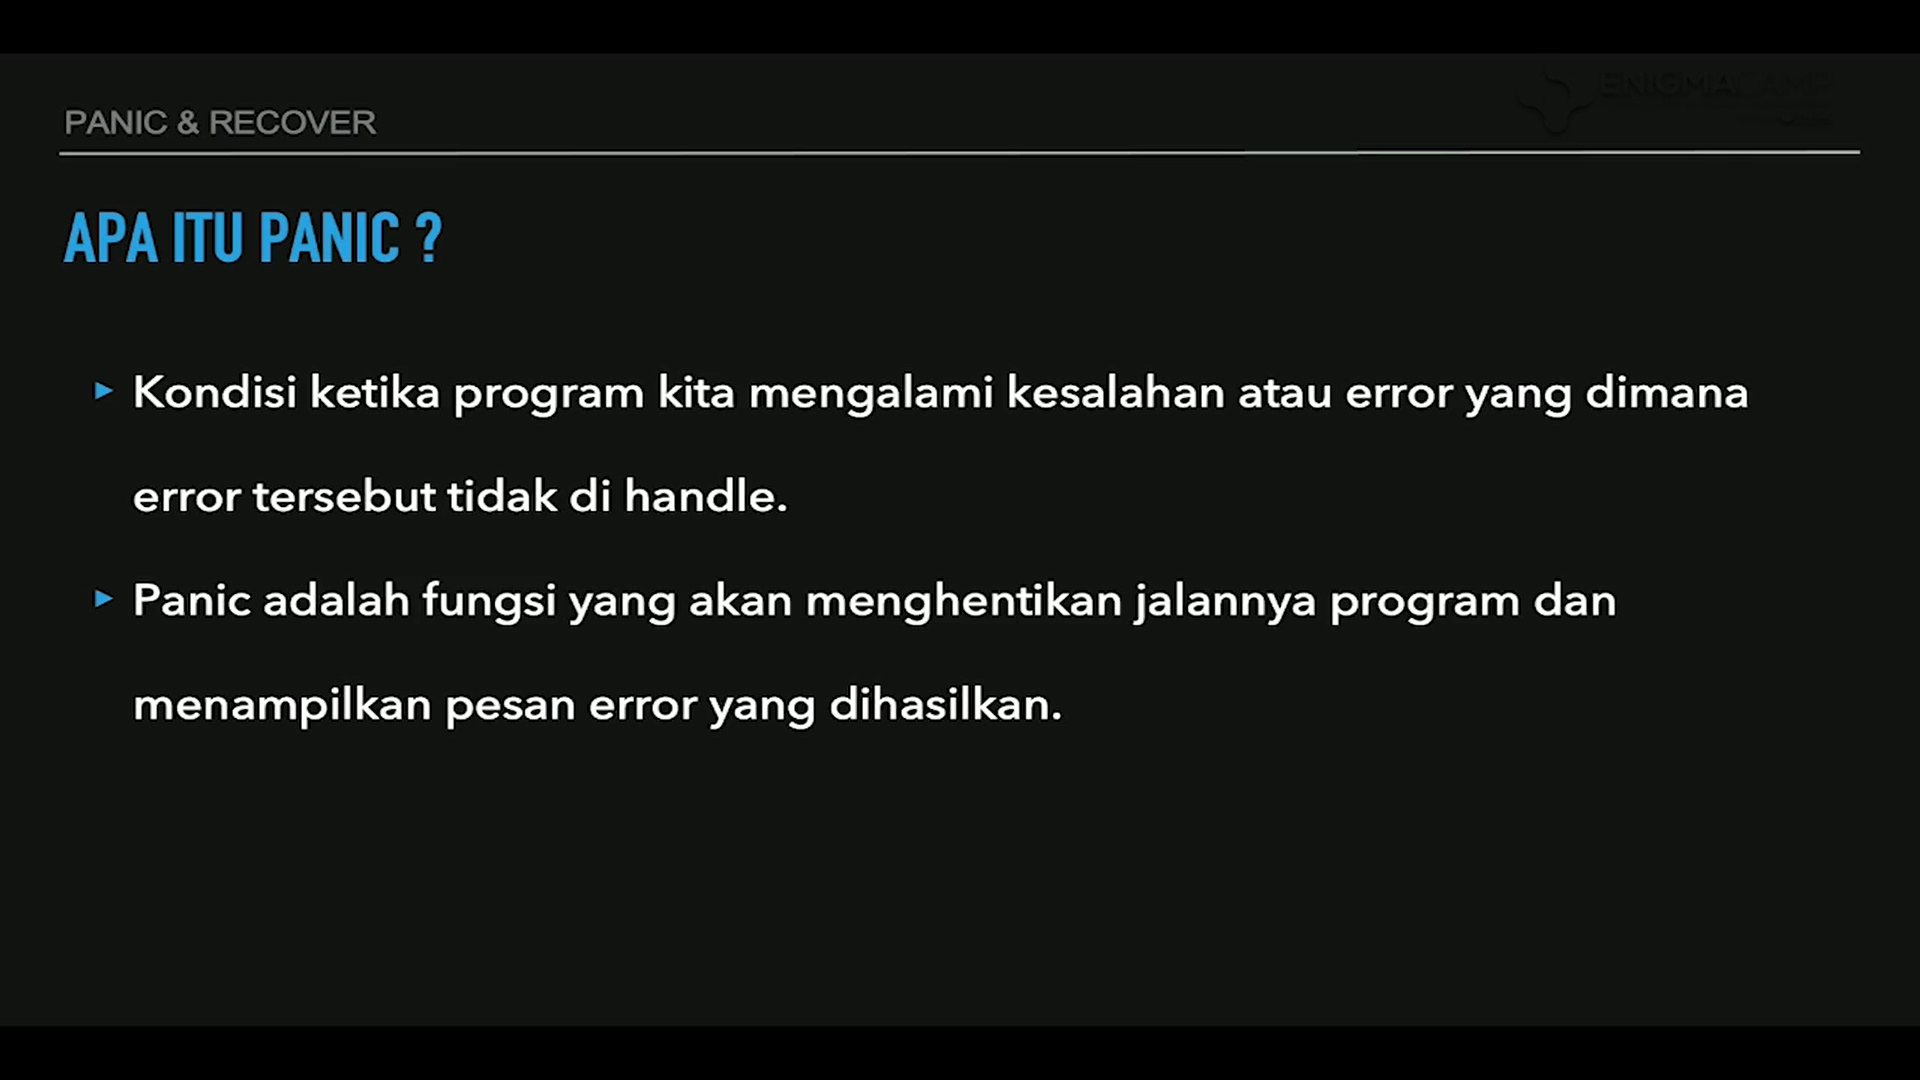 ENIGMACAMP
PANIC & RECOVER
APA ITU PANIC ?
Kondisi ketika program kita mengalami kesalahan atau error yang dimana
error tersebut tidak di handle.
Panic adalah fungsi yang akan menghentikan jalannya program dan
menampilkan pesan error yang dihasilkan.